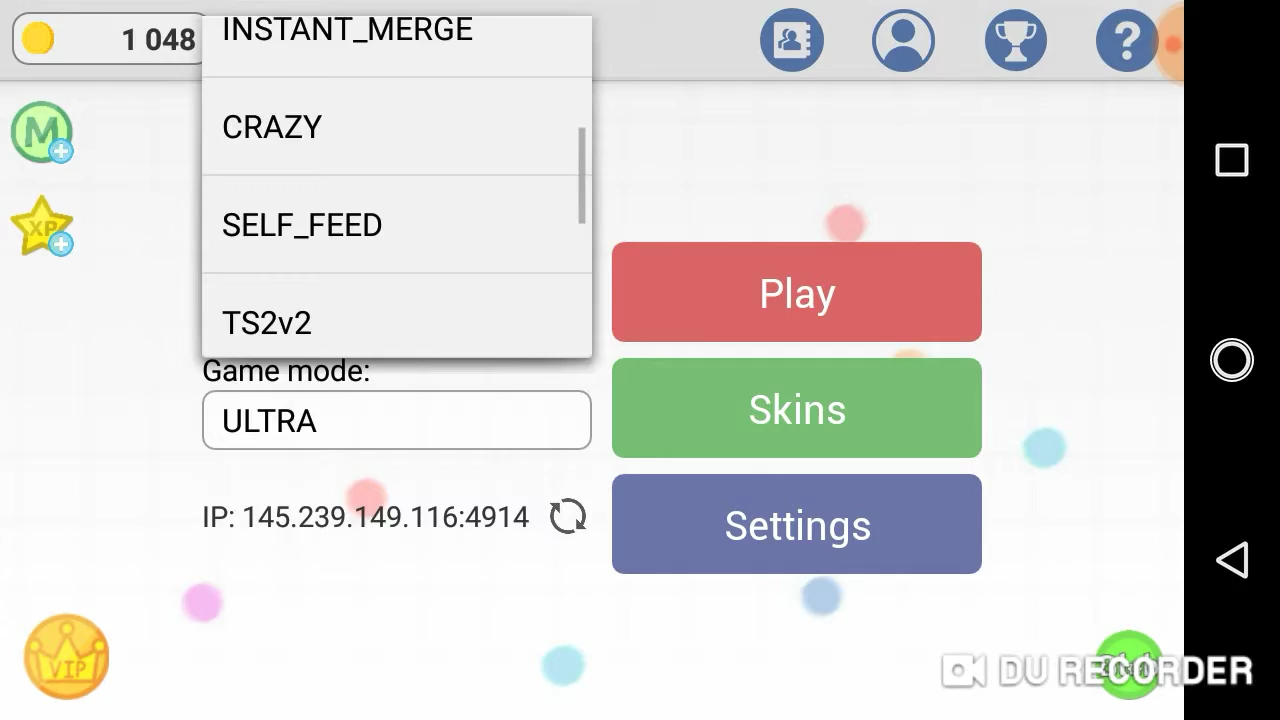 1 048
INSTANT_MERGE
?
M
CRAZY
XP
SELF_FEED
Play
TS2v2
Game mode:
ULTRA
Skins
IP: 145.239.149.116:4914
Settings
VIP
DU RECORDER